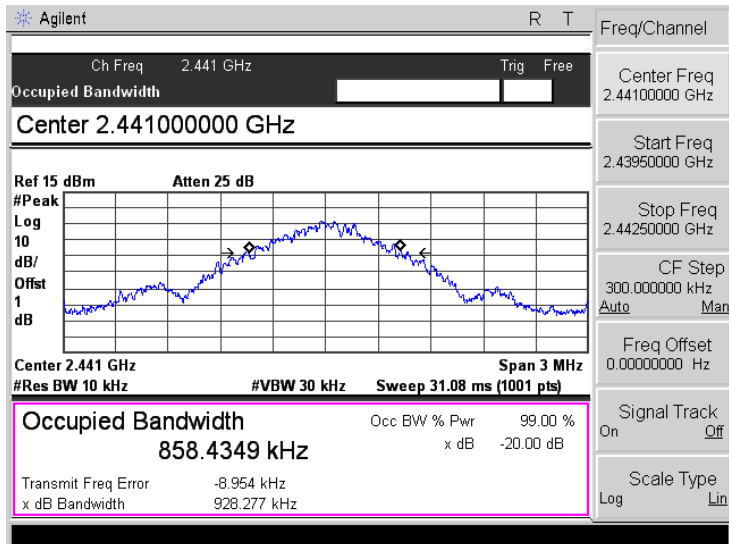 Agilent R T
Ch Freq 2.441 GHz Trig Free
Occupied Bandwidth
Center 2.441000000 GHz
Ref 15 dBm Atten 25 dB
#Peak
Log
10
dB/
Offst
1
dB
Center 2.441 GHz Span 3 MHz
#Res BW 10 kHz #VBW 30 kHz Sweep 31.08 ms (1001 pts)
Occupied Bandwidth Occ BW % Pwr 99.00 %
858.4349 kHz x dB -20.00 dB
Transmit Freq Error -8.954 kHz
x dB Bandwidth 928.277 kHz
Freq/Channel
Center Freq
2.44100000 GHz
Start Freq
2.43950000 GHz
Stop Freq
2.44250000 GHz
CF Step
300.000000 kHz
Auto Man
Freq Offset
0.00000000 Hz
Signal Track
On Off
Scale Type
Log Lin